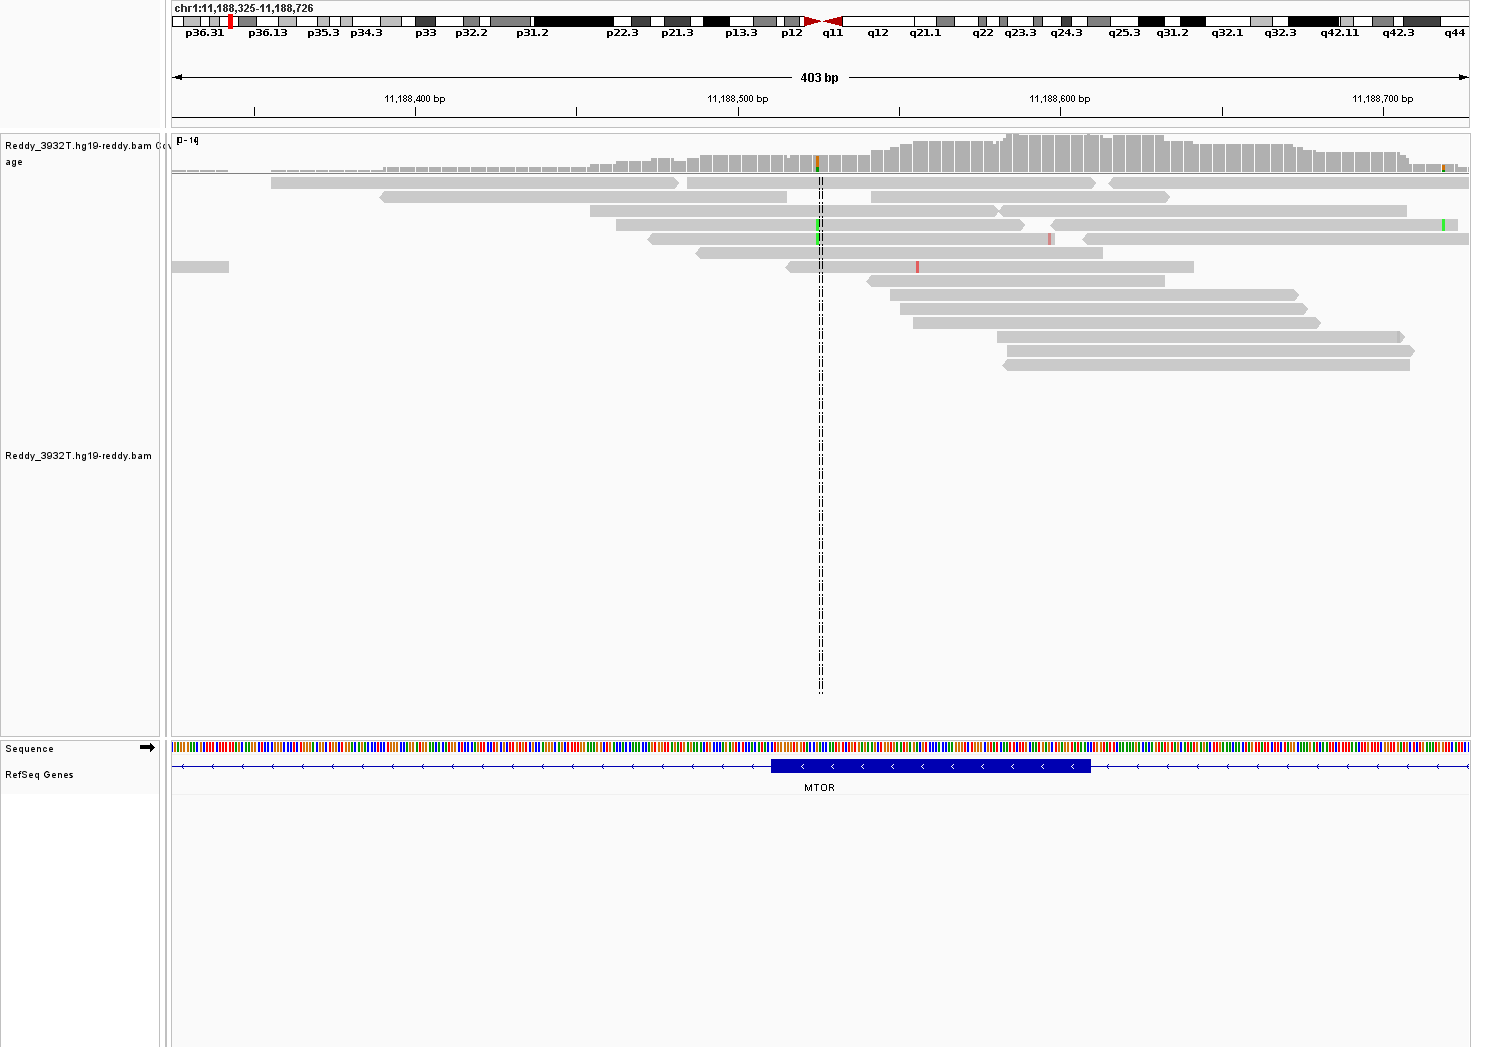 chr1:11,188,325-11,188,726
p36.31 p36.13 p35.3 p34.3 p33 p32.2 p31.2 p22.3 p21.3 p13.3 p12 q11 q12 q21.1 q22 q23.3 q24.3 q25.3 q31.2 q32.1 q32.3 q42.11 q42.3 q44
403 bp
11,188,400 bp 11,188,500 bp 11,188,600 bp 11,188,700 bp
Reddy_3932T.hg19-reddy.bam Cov
age
[0 - 14]
Reddy_3932T.hg19-reddy.bam
Sequence
RefSeq Genes
MTOR